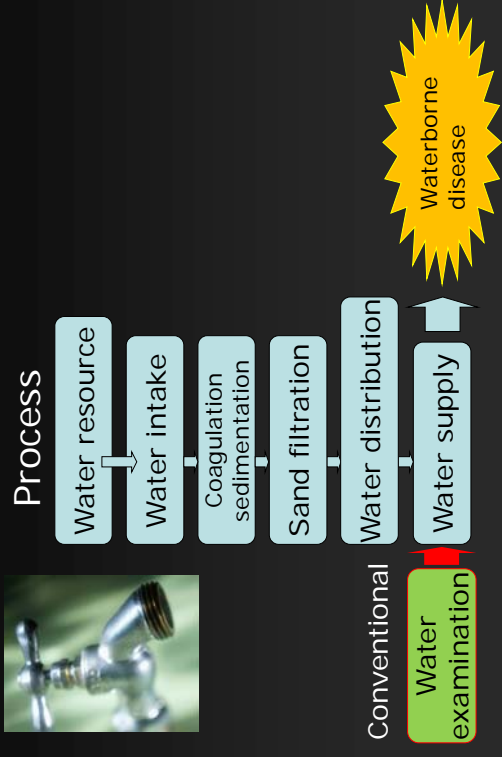 Process
Water resource
Water intake
Coagulation
sedimentation
Sand filtration
Water distribution
Conventional
Water
examination
Water supply
Waterborne
disease